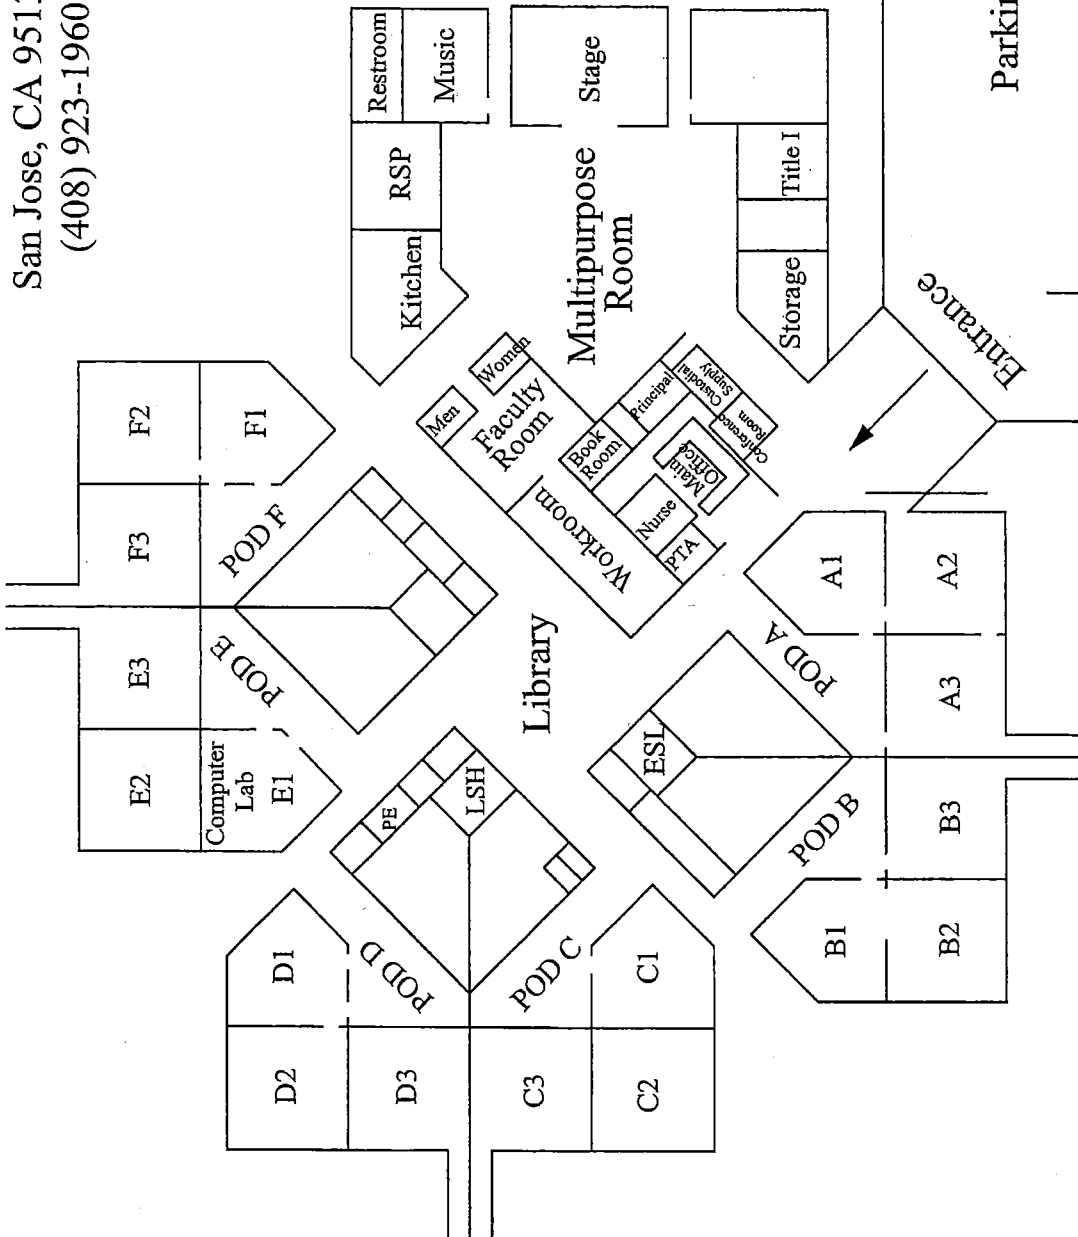 San Jose, CA 951
(408) 923-1960
Restroom
Music
Stage
RSP
Kitchen
Multipurpose
Room
Title I
Storage
Entrance
Women
Men
Faculty
Room
Principal
Custodial
Supply
Conference
Room
Book
Room
Main
Office
Nurse
PTA
Workroom
Library
F2
F1
F3
POD F
E3
POD E
E2
Computer
Lab
E1
PE
LSH
ESL
D1
D2
D3
POD D
POD C
C1
C3
C2
POD A
A1
A2
A3
POD B
B3
B1
B2